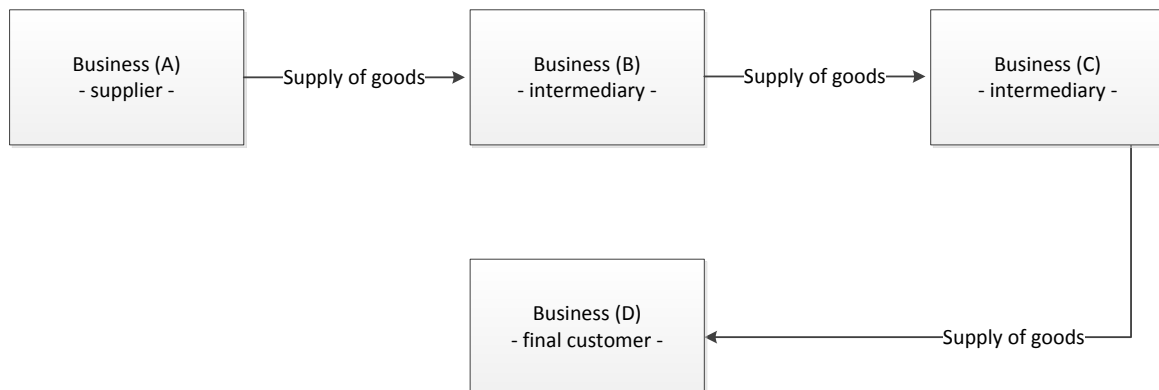 Business (A)
- supplier -
Supply of goods
Business (B)
- intermediary -
Supply of goods
Business (C)
- intermediary -
Business (D)
- final customer -
Supply of goods